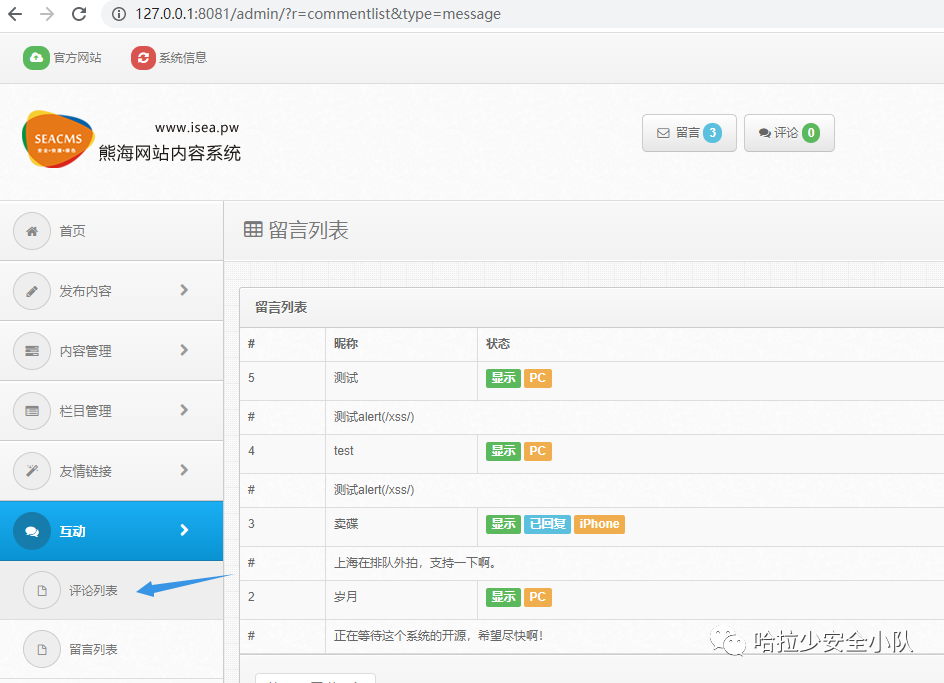 127.0.0.1:8081/admin/?r=commentlist&type=message
官方网站 系统信息
SEACMS
www.isea.pw
熊海网站内容系统
留言 3 评论 0
首页
发布内容
内容管理
栏目管理
友情链接
互动
评论列表
留言列表
留言列表
留言列表
# 昵称 状态
5 测试 显示 PC
# 测试alert(/xss/)
4 test 显示 PC
# 测试alert(/xss/)
3 卖碟 显示 已回复 iPhone
# 上海在排队外拍，支持一下啊。
2 岁月 显示 PC
# 正在等待这个系统的开源，希望尽快啊！
哈拉少安全小队